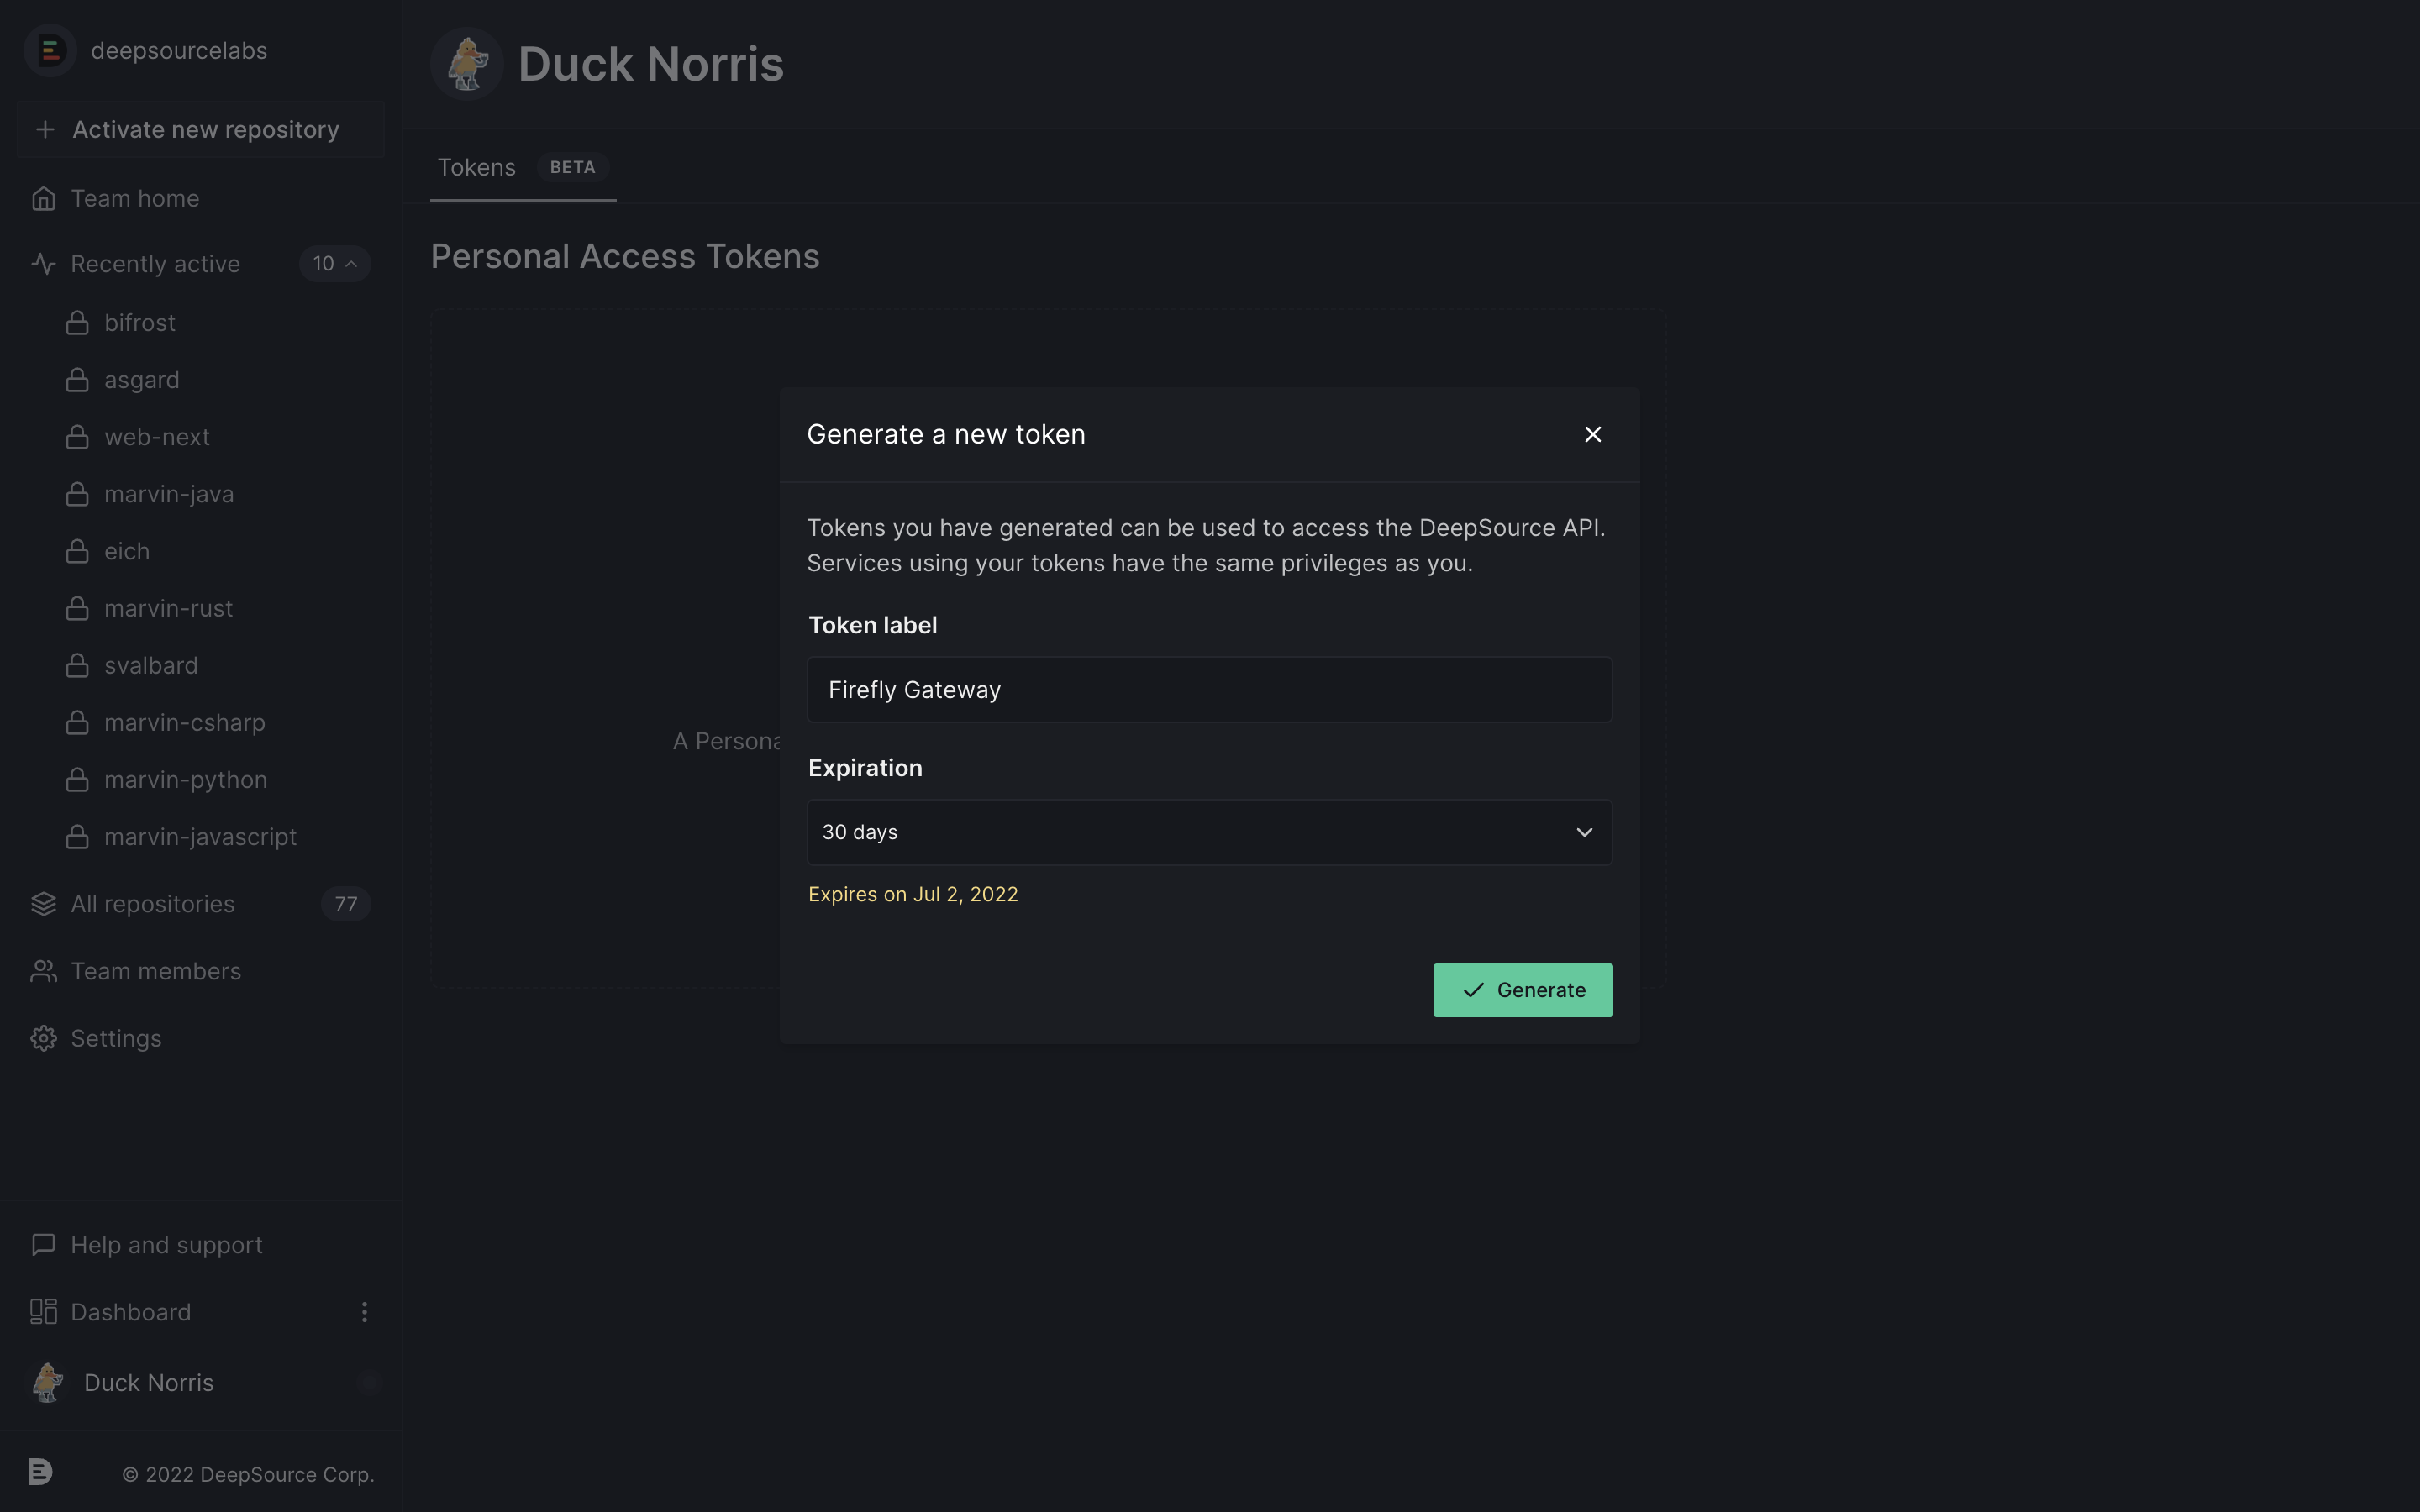 deepsourcelabs
Activate new repository
Team home
Recently active 10
bifrost
asgard
web-next
marvin-java
eich
marvin-rust
svalbard
marvin-csharp
marvin-python
marvin-javascript
All repositories 77
Team members
Settings
Help and support
Dashboard
Duck Norris
© 2022 DeepSource Corp.
Duck Norris
Tokens BETA
Personal Access Tokens
A Persona
Generate a new token
Tokens you have generated can be used to access the DeepSource API.
Services using your tokens have the same privileges as you.
Token label
Firefly Gateway
Expiration
30 days
Expires on Jul 2, 2022
Generate